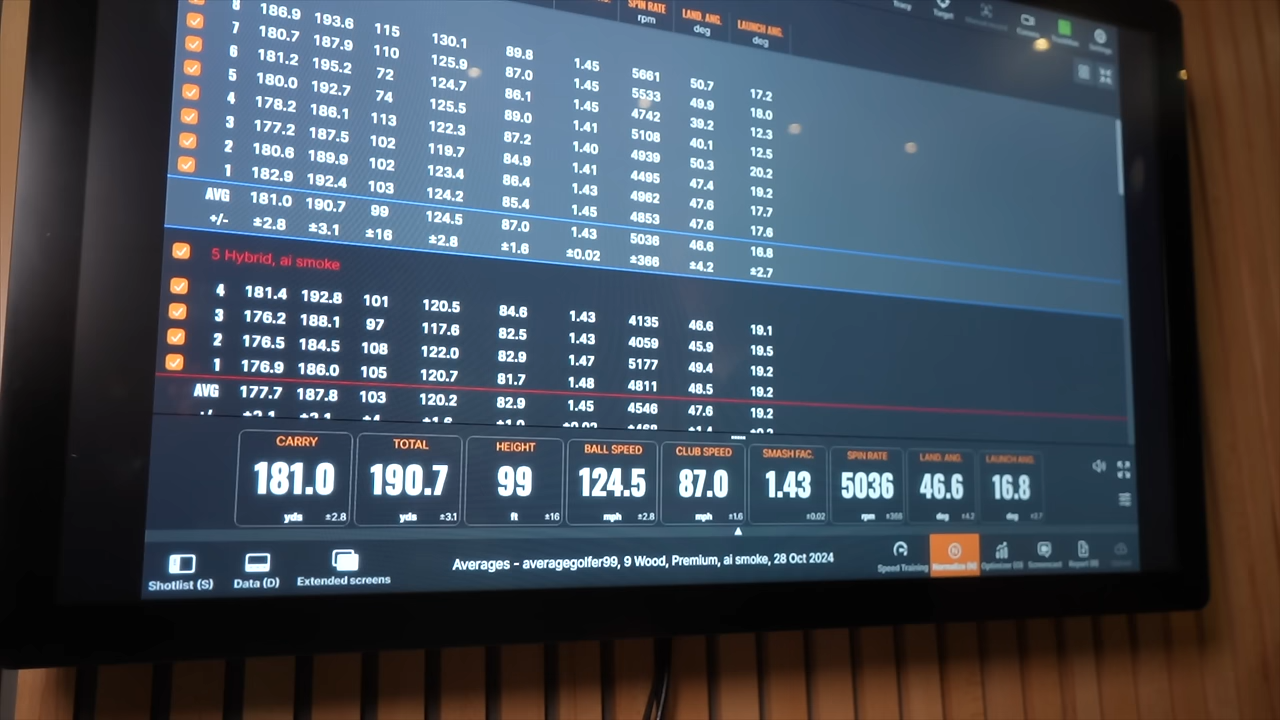 SPIN RATE LAND. ANG. LAUNCH ANG.
rpm deg deg
8 186.9 193.6 115 130.1 89.8 1.45 5661 50.7 17.2
7 180.7 187.9 110 125.9 87.0 1.45 5533 49.9 18.0
6 181.2 195.2 72 124.7 86.1 1.45 4742 39.2 12.3
5 180.0 192.7 74 125.5 89.0 1.41 5108 40.1 12.5
4 178.2 186.1 113 122.3 87.2 1.40 4939 50.3 20.2
3 177.2 187.5 102 119.7 84.9 1.41 4495 47.4 19.2
2 180.6 189.9 102 123.4 86.4 1.43 4962 47.6 17.7
1 182.9 192.4 103 124.2 85.4 1.45 4853 47.6 17.6
AVG 181.0 190.7 99 124.5 87.0 1.43 5036 46.6 16.8
+/- ±2.8 ±3.1 ±16 ±2.8 ±1.6 ±0.02 ±366 ±4.2 ±2.7
5 Hybrid, ai smoke
4 181.4 192.8 101 120.5 84.6 1.43 4135 46.6 19.1
3 176.2 188.1 97 117.6 82.5 1.43 4059 45.9 19.5
2 176.5 184.5 108 122.0 82.9 1.47 5177 49.4 19.2
1 176.9 186.0 105 120.7 81.7 1.48 4811 48.5 19.2
AVG 177.7 187.8 103 120.2 82.9 1.45 4546 47.6 19.2
CARRY TOTAL HEIGHT BALL SPEED CLUB SPEED SMASH FAC. SPIN RATE LAND. ANG. LAUNCH ANG.
181.0 190.7 99 124.5 87.0 1.43 5036 46.6 16.8
yds ±2.8 yds ±3.1 ft ±16 mph ±2.8 mph ±1.6 ±0.02 rpm ±366 deg ±4.2 deg ±2.7
Averages - averagegolfer99, 9 Wood, Premium, ai smoke, 28 Oct 2024
Shotlist (S) Data (D) Extended screens Speed Training Normalize (N) Optimizer (O) Screencast Report (R)